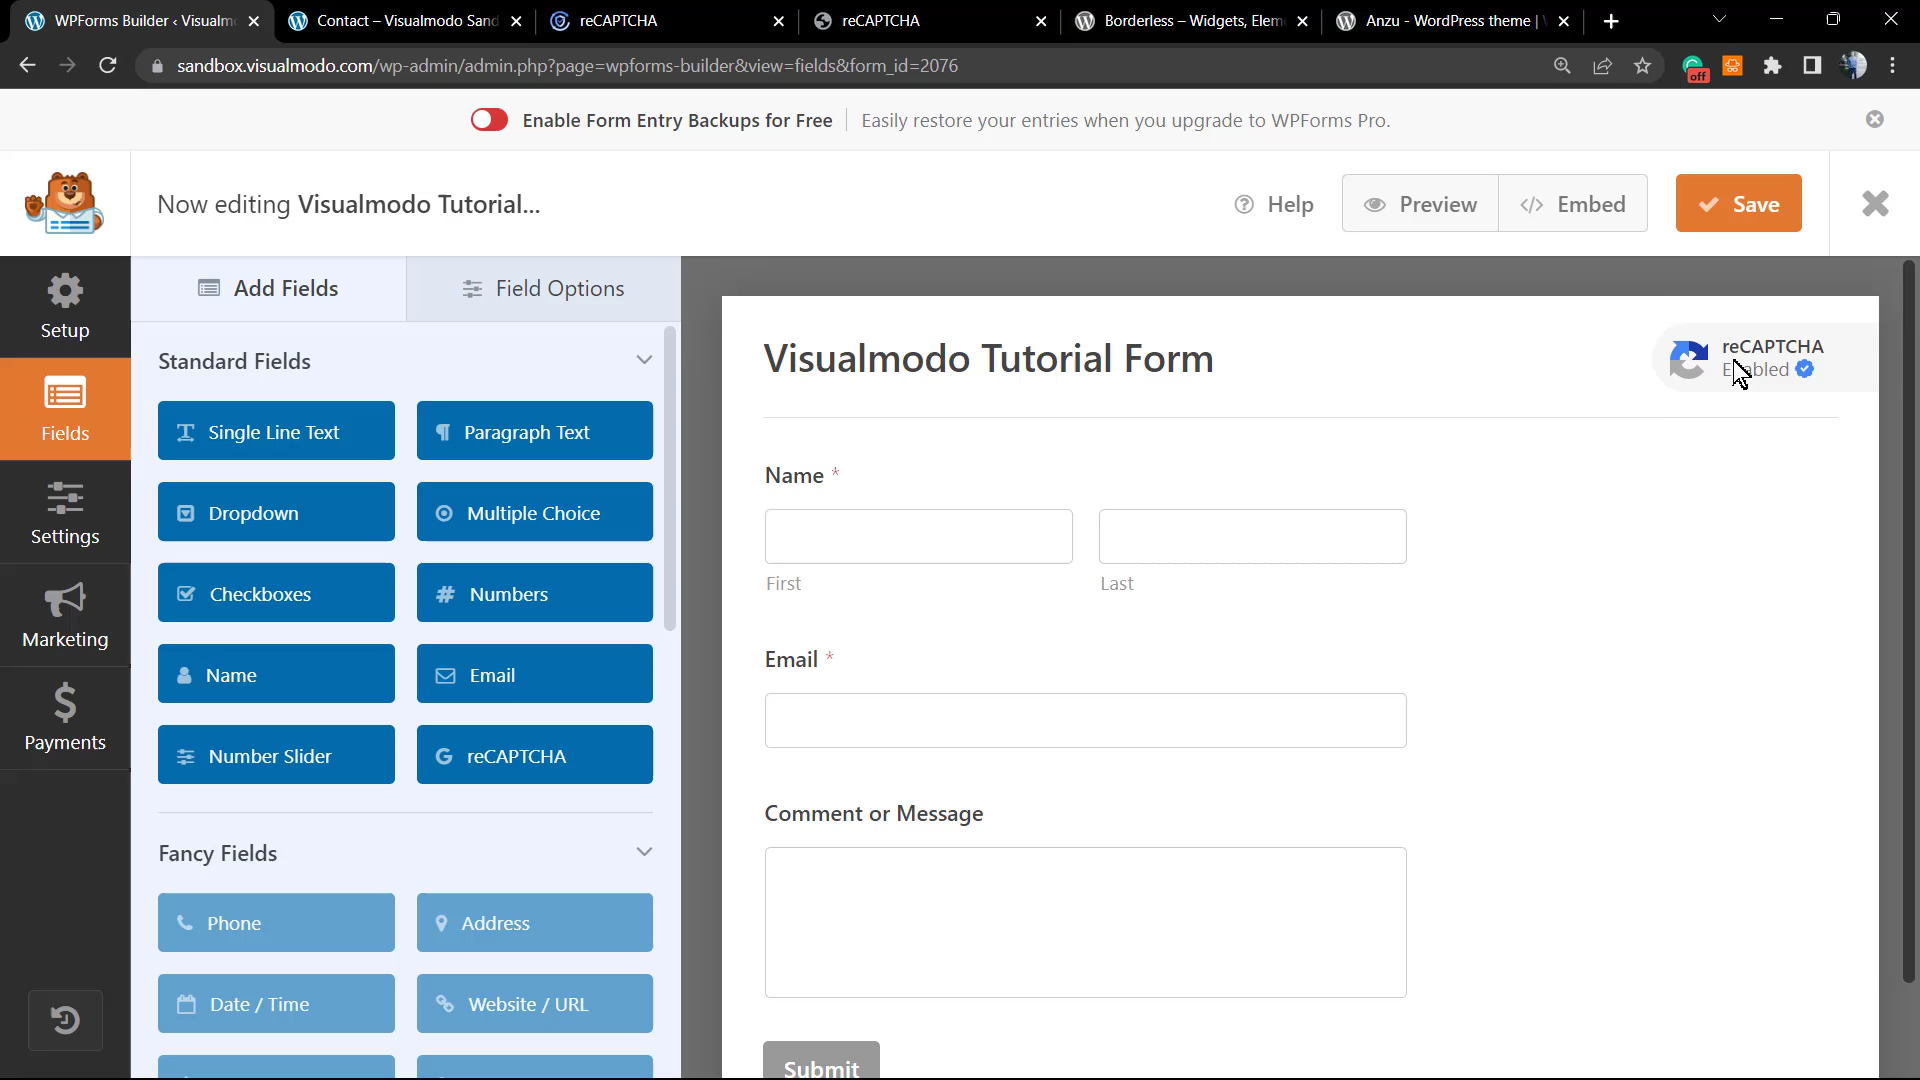 WPForms Builder ‹ Visualm
Contact – Visualmodo Sand
reCAPTCHA
reCAPTCHA
Borderless – Widgets, Elem
Anzu - WordPress theme |
sandbox.visualmodo.com/wp-admin/admin.php?page=wpforms-builder&view=fields&form_id=2076
off
Enable Form Entry Backups for Free
Easily restore your entries when you upgrade to WPForms Pro.
Now editing Visualmodo Tutorial...
Help
Preview
Embed
Save
Setup
Fields
Settings
Marketing
Payments
Add Fields
Field Options
Standard Fields
Single Line Text
Paragraph Text
Dropdown
Multiple Choice
Checkboxes
Numbers
Name
Email
Number Slider
reCAPTCHA
Fancy Fields
Phone
Address
Date / Time
Website / URL
Visualmodo Tutorial Form
reCAPTCHA
Enabled
Name *
First
Last
Email *
Comment or Message
Submit